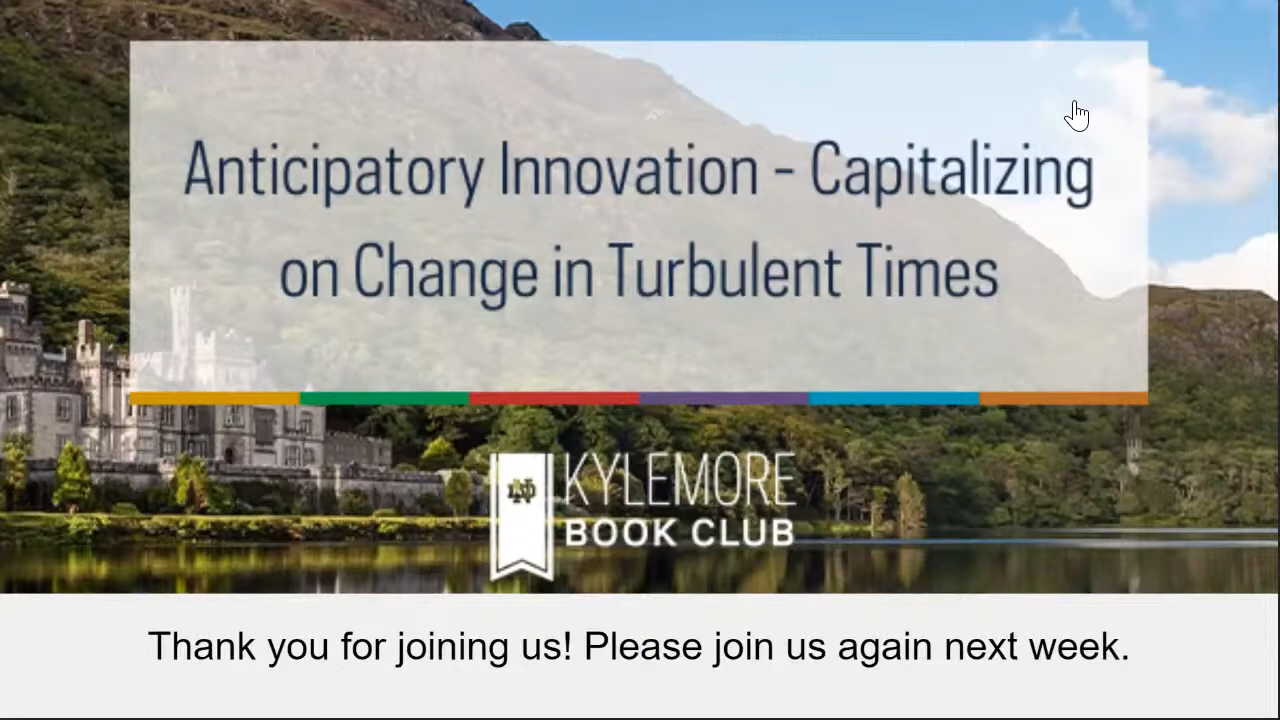 Anticipatory Innovation - Capitalizing
on Change in Turbulent Times
ND
KYLEMORE
BOOK CLUB
Thank you for joining us! Please join us again next week.